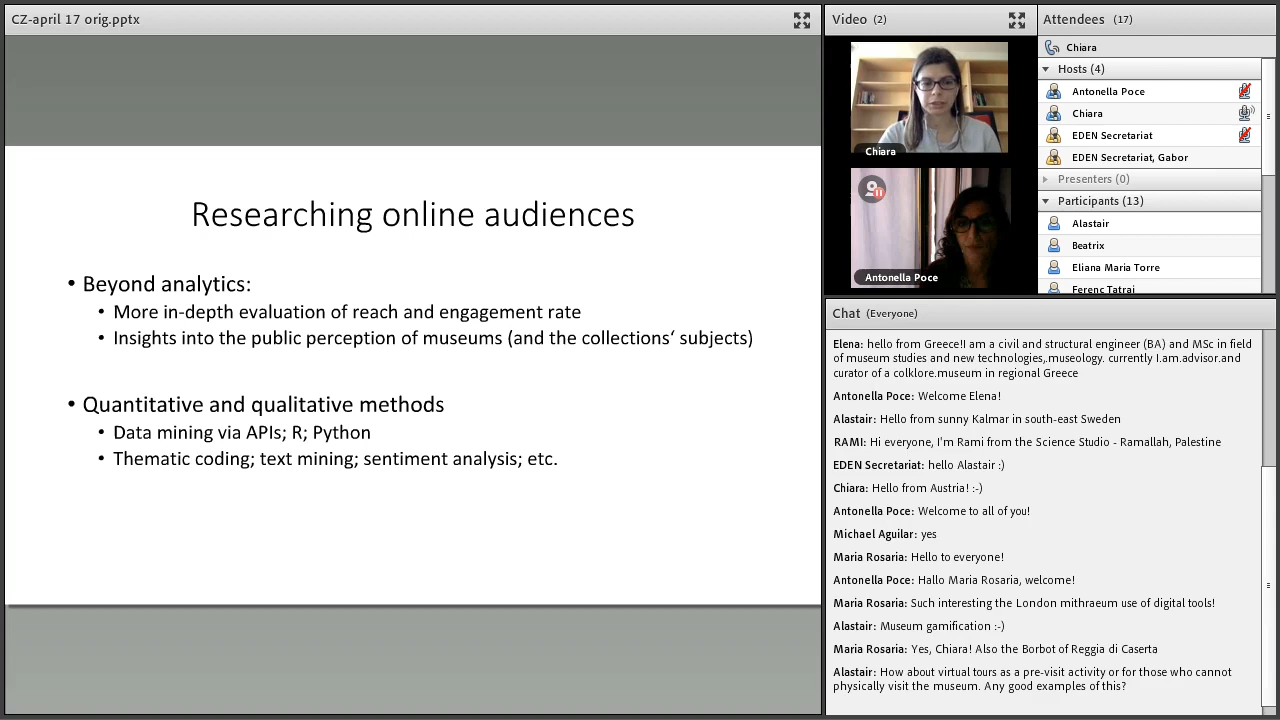 CZ-april 17 orig.pptx
Researching online audiences
• Beyond analytics:
• More in-depth evaluation of reach and engagement rate
• Insights into the public perception of museums (and the collections‘ subjects)
• Quantitative and qualitative methods
• Data mining via APIs; R; Python
• Thematic coding; text mining; sentiment analysis; etc.
Video (2)
Chiara
Antonella Poce
Attendees (17)
Chiara
Hosts (4)
Antonella Poce
Chiara
EDEN Secretariat
EDEN Secretariat, Gabor
Presenters (0)
Participants (13)
Alastair
Beatrix
Eliana Maria Torre
Ferenc Tatrai
Chat (Everyone)
Elena: hello from Greece!I am a civil and structural engineer (BA) and MSc in field
of museum studies and new technologies,.museology. currently I.am.advisor.and
curator of a colklore.museum in regional Greece
Antonella Poce: Welcome Elena!
Alastair: Hello from sunny Kalmar in south-east Sweden
RAMI: Hi everyone, I'm Rami from the Science Studio - Ramallah, Palestine
EDEN Secretariat: hello Alastair :)
Chiara: Hello from Austria! :-)
Antonella Poce: Welcome to all of you!
Michael Aguilar: yes
Maria Rosaria: Hello to everyone!
Antonella Poce: Hallo Maria Rosaria, welcome!
Maria Rosaria: Such interesting the London mithraeum use of digital tools!
Alastair: Museum gamification :-)
Maria Rosaria: Yes, Chiara! Also the Borbot of Reggia di Caserta
Alastair: How about virtual tours as a pre-visit activity or for those who cannot
physically visit the museum. Any good examples of this?